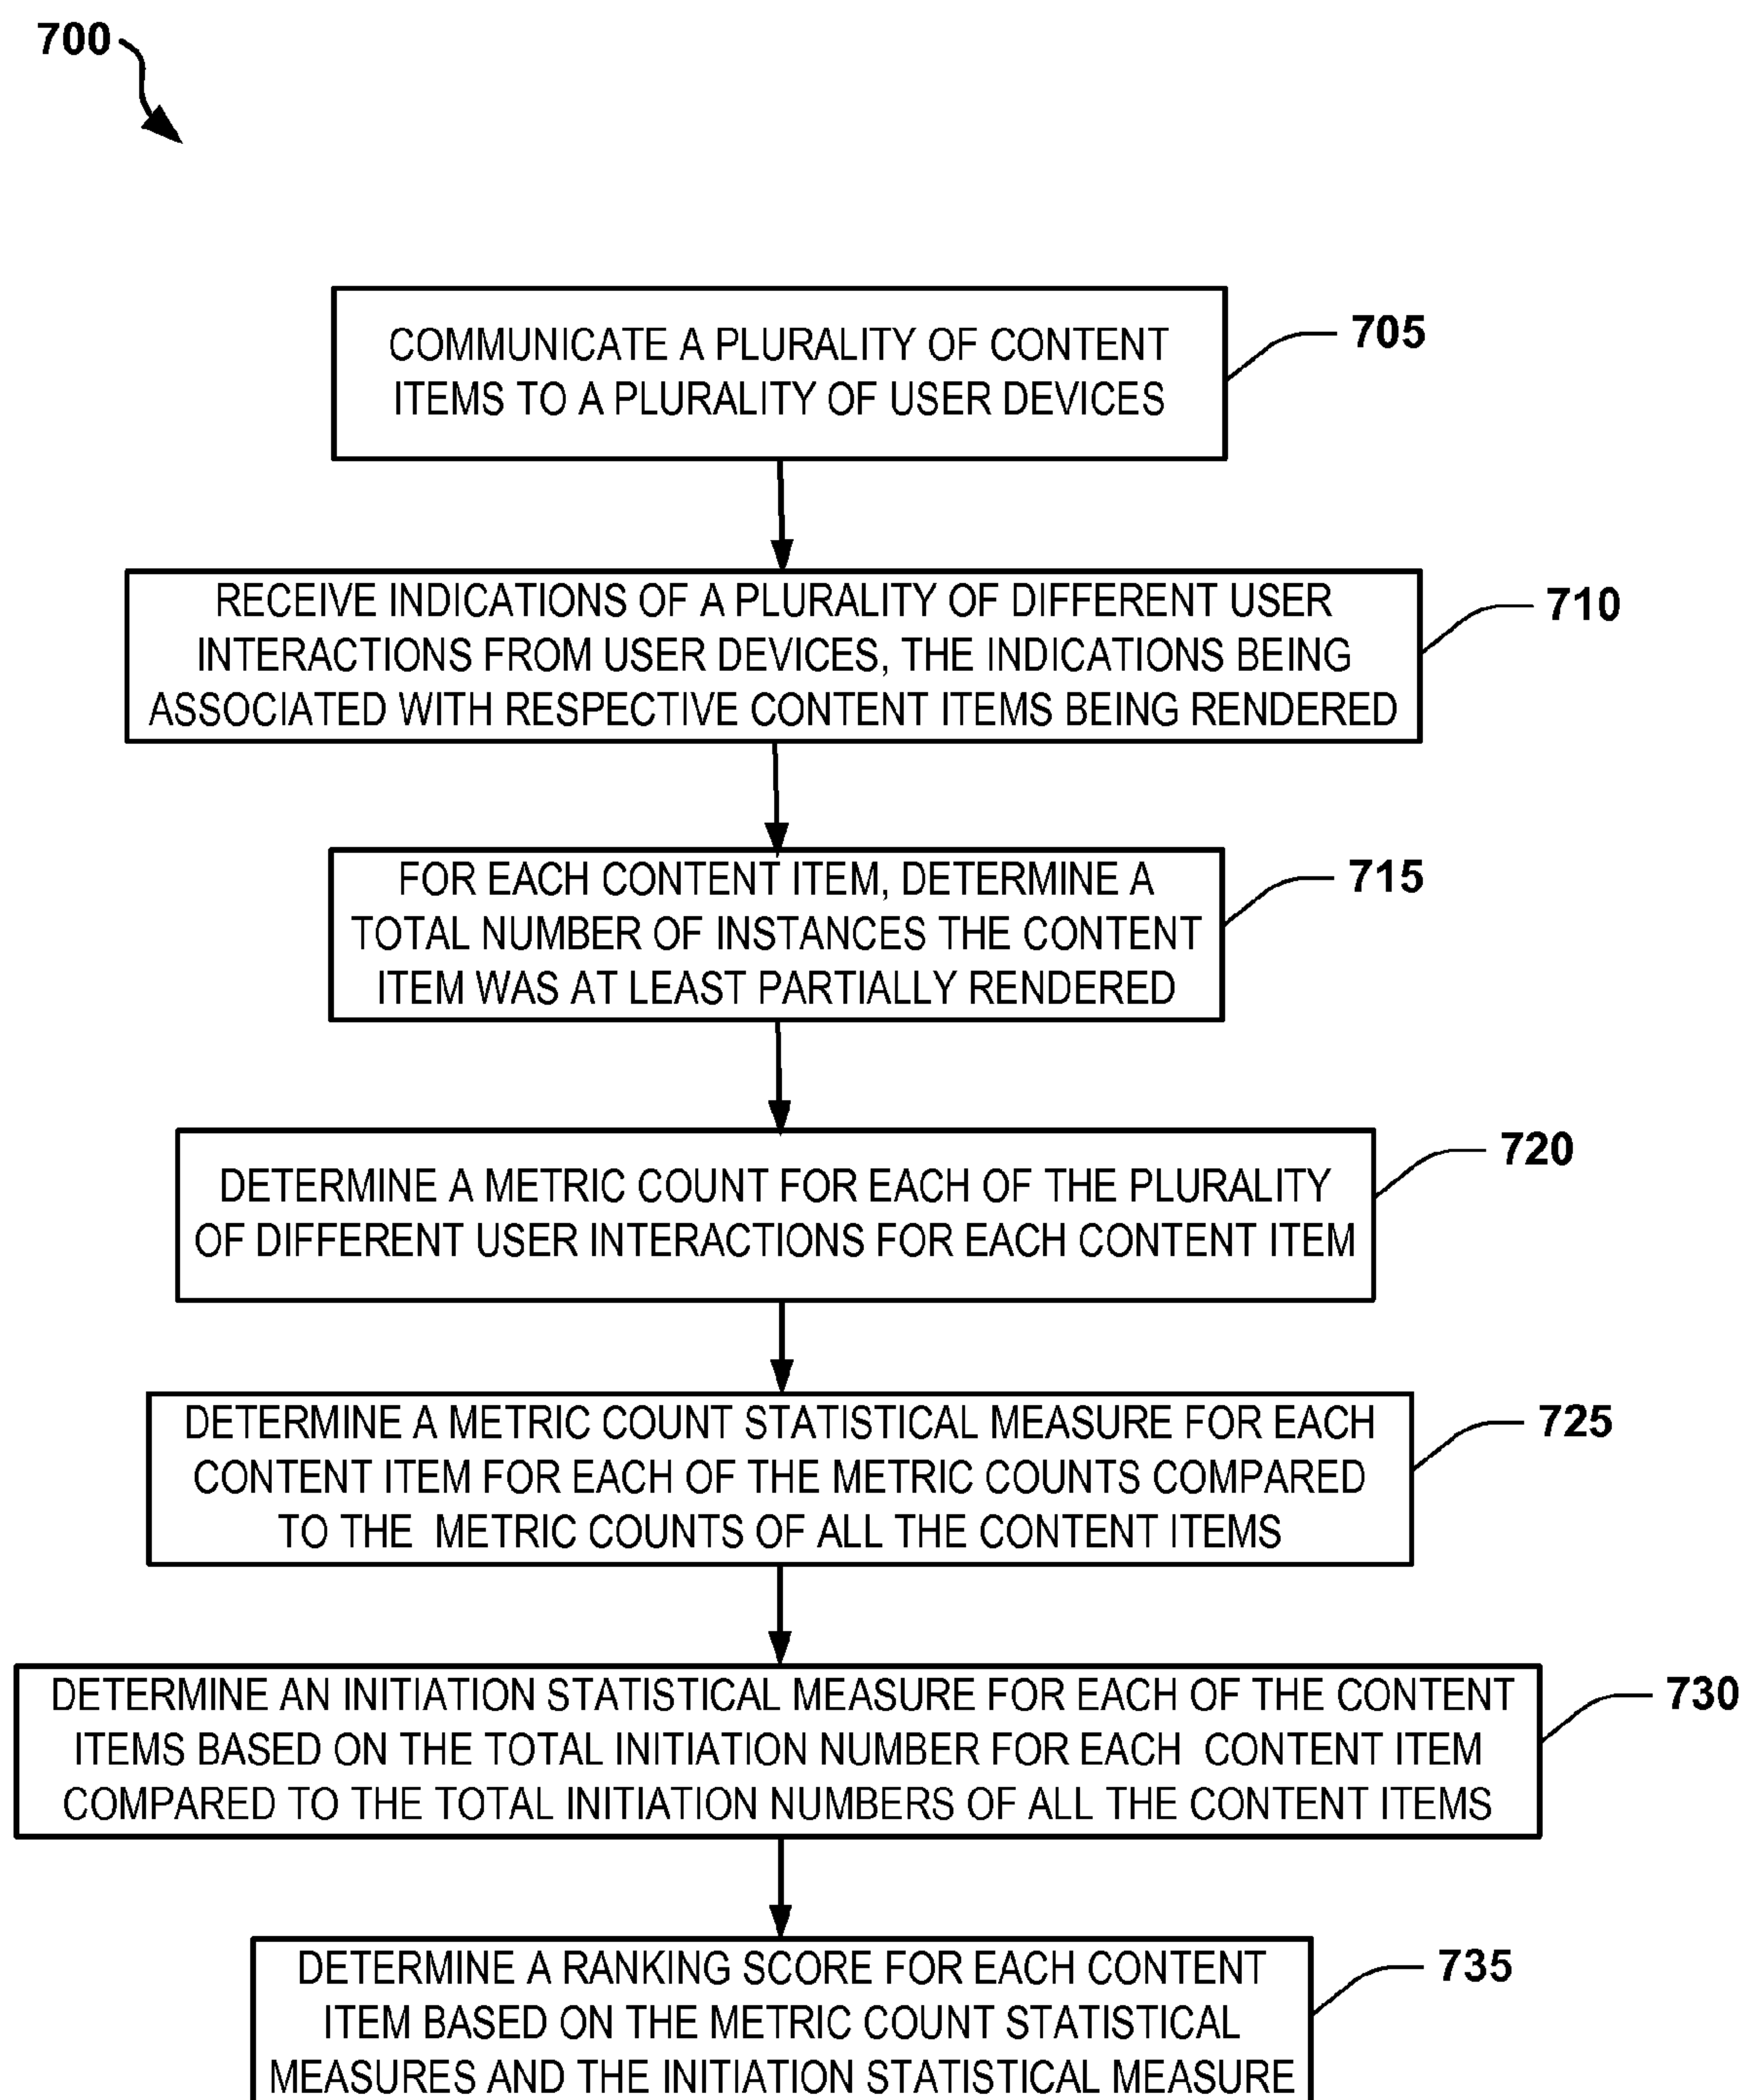 700
COMMUNICATE A PLURALITY OF CONTENT
ITEMS TO A PLURALITY OF USER DEVICES
705
RECEIVE INDICATIONS OF A PLURALITY OF DIFFERENT USER
INTERACTIONS FROM USER DEVICES, THE INDICATIONS BEING
ASSOCIATED WITH RESPECTIVE CONTENT ITEMS BEING RENDERED
710
FOR EACH CONTENT ITEM, DETERMINE A
TOTAL NUMBER OF INSTANCES THE CONTENT
ITEM WAS AT LEAST PARTIALLY RENDERED
715
DETERMINE A METRIC COUNT FOR EACH OF THE PLURALITY
OF DIFFERENT USER INTERACTIONS FOR EACH CONTENT ITEM
720
DETERMINE A METRIC COUNT STATISTICAL MEASURE FOR EACH
CONTENT ITEM FOR EACH OF THE METRIC COUNTS COMPARED
TO THE METRIC COUNTS OF ALL THE CONTENT ITEMS
725
DETERMINE AN INITIATION STATISTICAL MEASURE FOR EACH OF THE CONTENT
ITEMS BASED ON THE TOTAL INITIATION NUMBER FOR EACH CONTENT ITEM
COMPARED TO THE TOTAL INITIATION NUMBERS OF ALL THE CONTENT ITEMS
730
DETERMINE A RANKING SCORE FOR EACH CONTENT
ITEM BASED ON THE METRIC COUNT STATISTICAL
MEASURES AND THE INITIATION STATISTICAL MEASURE
735